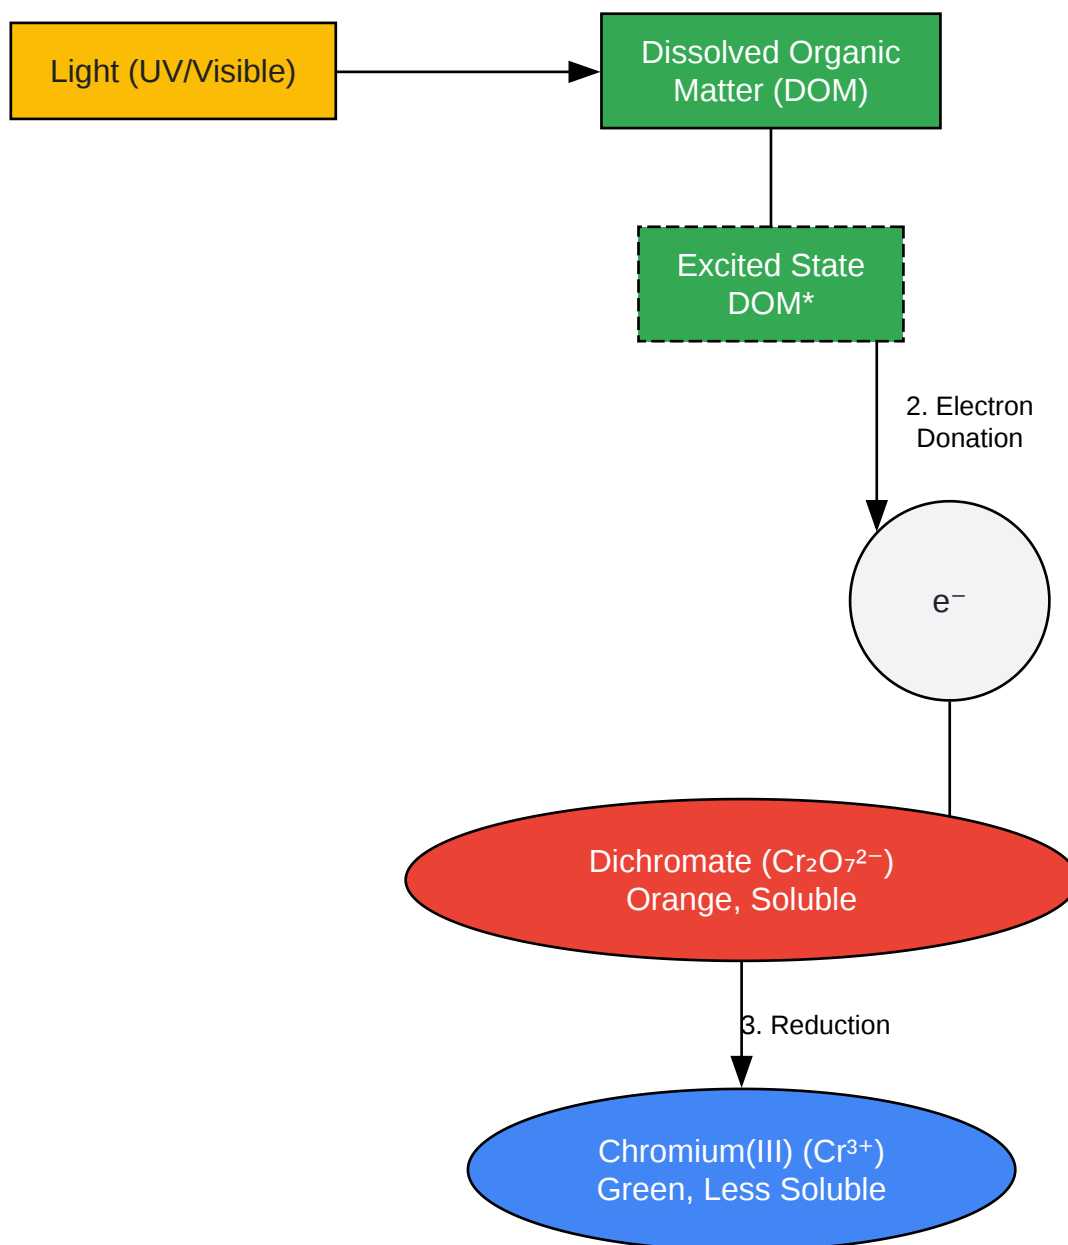 Light (UV/Visible)
Dissolved Organic
Matter (DOM)
Excited State
DOM*
2. Electron
Donation
e⁻
Dichromate (Cr₂O₇²⁻)
Orange, Soluble
3. Reduction
Chromium(III) (Cr³⁺)
Green, Less Soluble